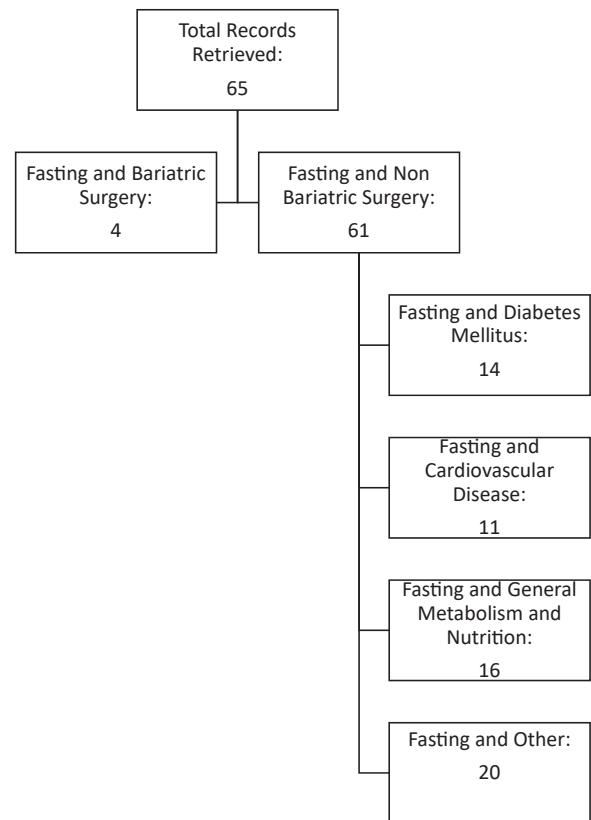 Total Records
Retrieved:
65
Fasting and Bariatric
Surgery:
4
Fasting and Non
Bariatric Surgery:
61
Fasting and Diabetes
Mellitus:
14
Fasting and
Cardiovascular
Disease:
11
Fasting and General
Metabolism and
Nutrition:
16
Fasting and Other:
20